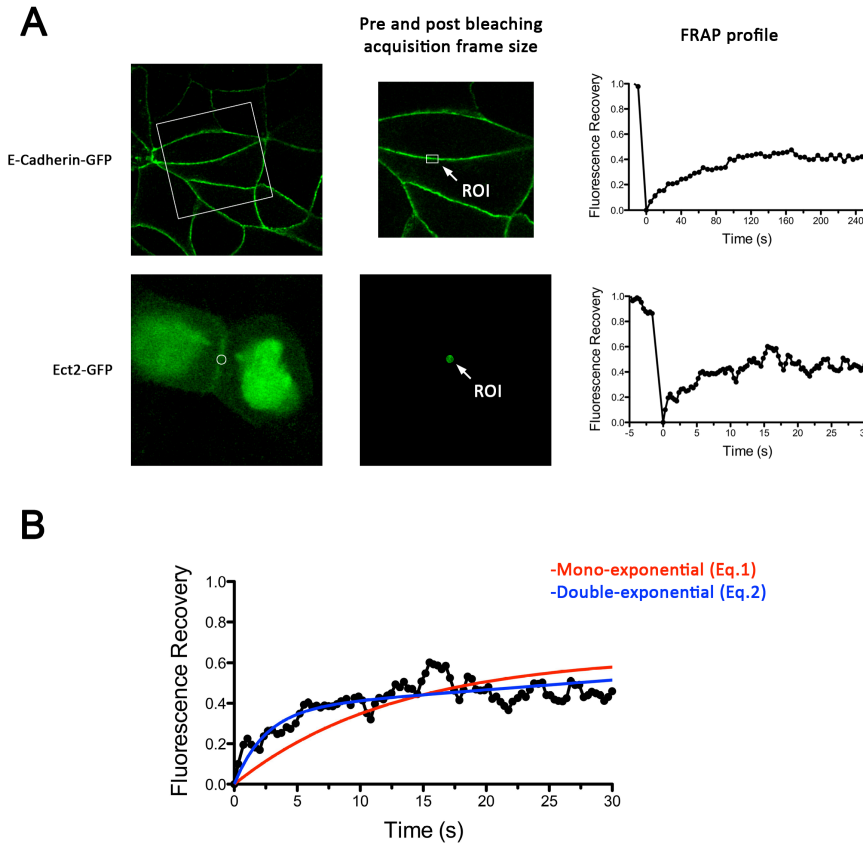 A
Pre and post bleaching
acquisition frame size
FRAP profile
E-Cadherin-GFP
ROI
Fluorescence Recovery
1.0
0.8
0.6
0.4
0.2
0.0
0 40 80 120 160 200 240
Time (s)
Ect2-GFP
ROI
Fluorescence Recovery
1.0
0.8
0.6
0.4
0.2
0.0
-5 0 5 10 15 20 25 30
Time (s)
B
-Mono-exponential (Eq.1)
-Double-exponential (Eq.2)
Fluorescence Recovery
1.0
0.8
0.6
0.4
0.2
0.0
0 5 10 15 20 25 30
Time (s)